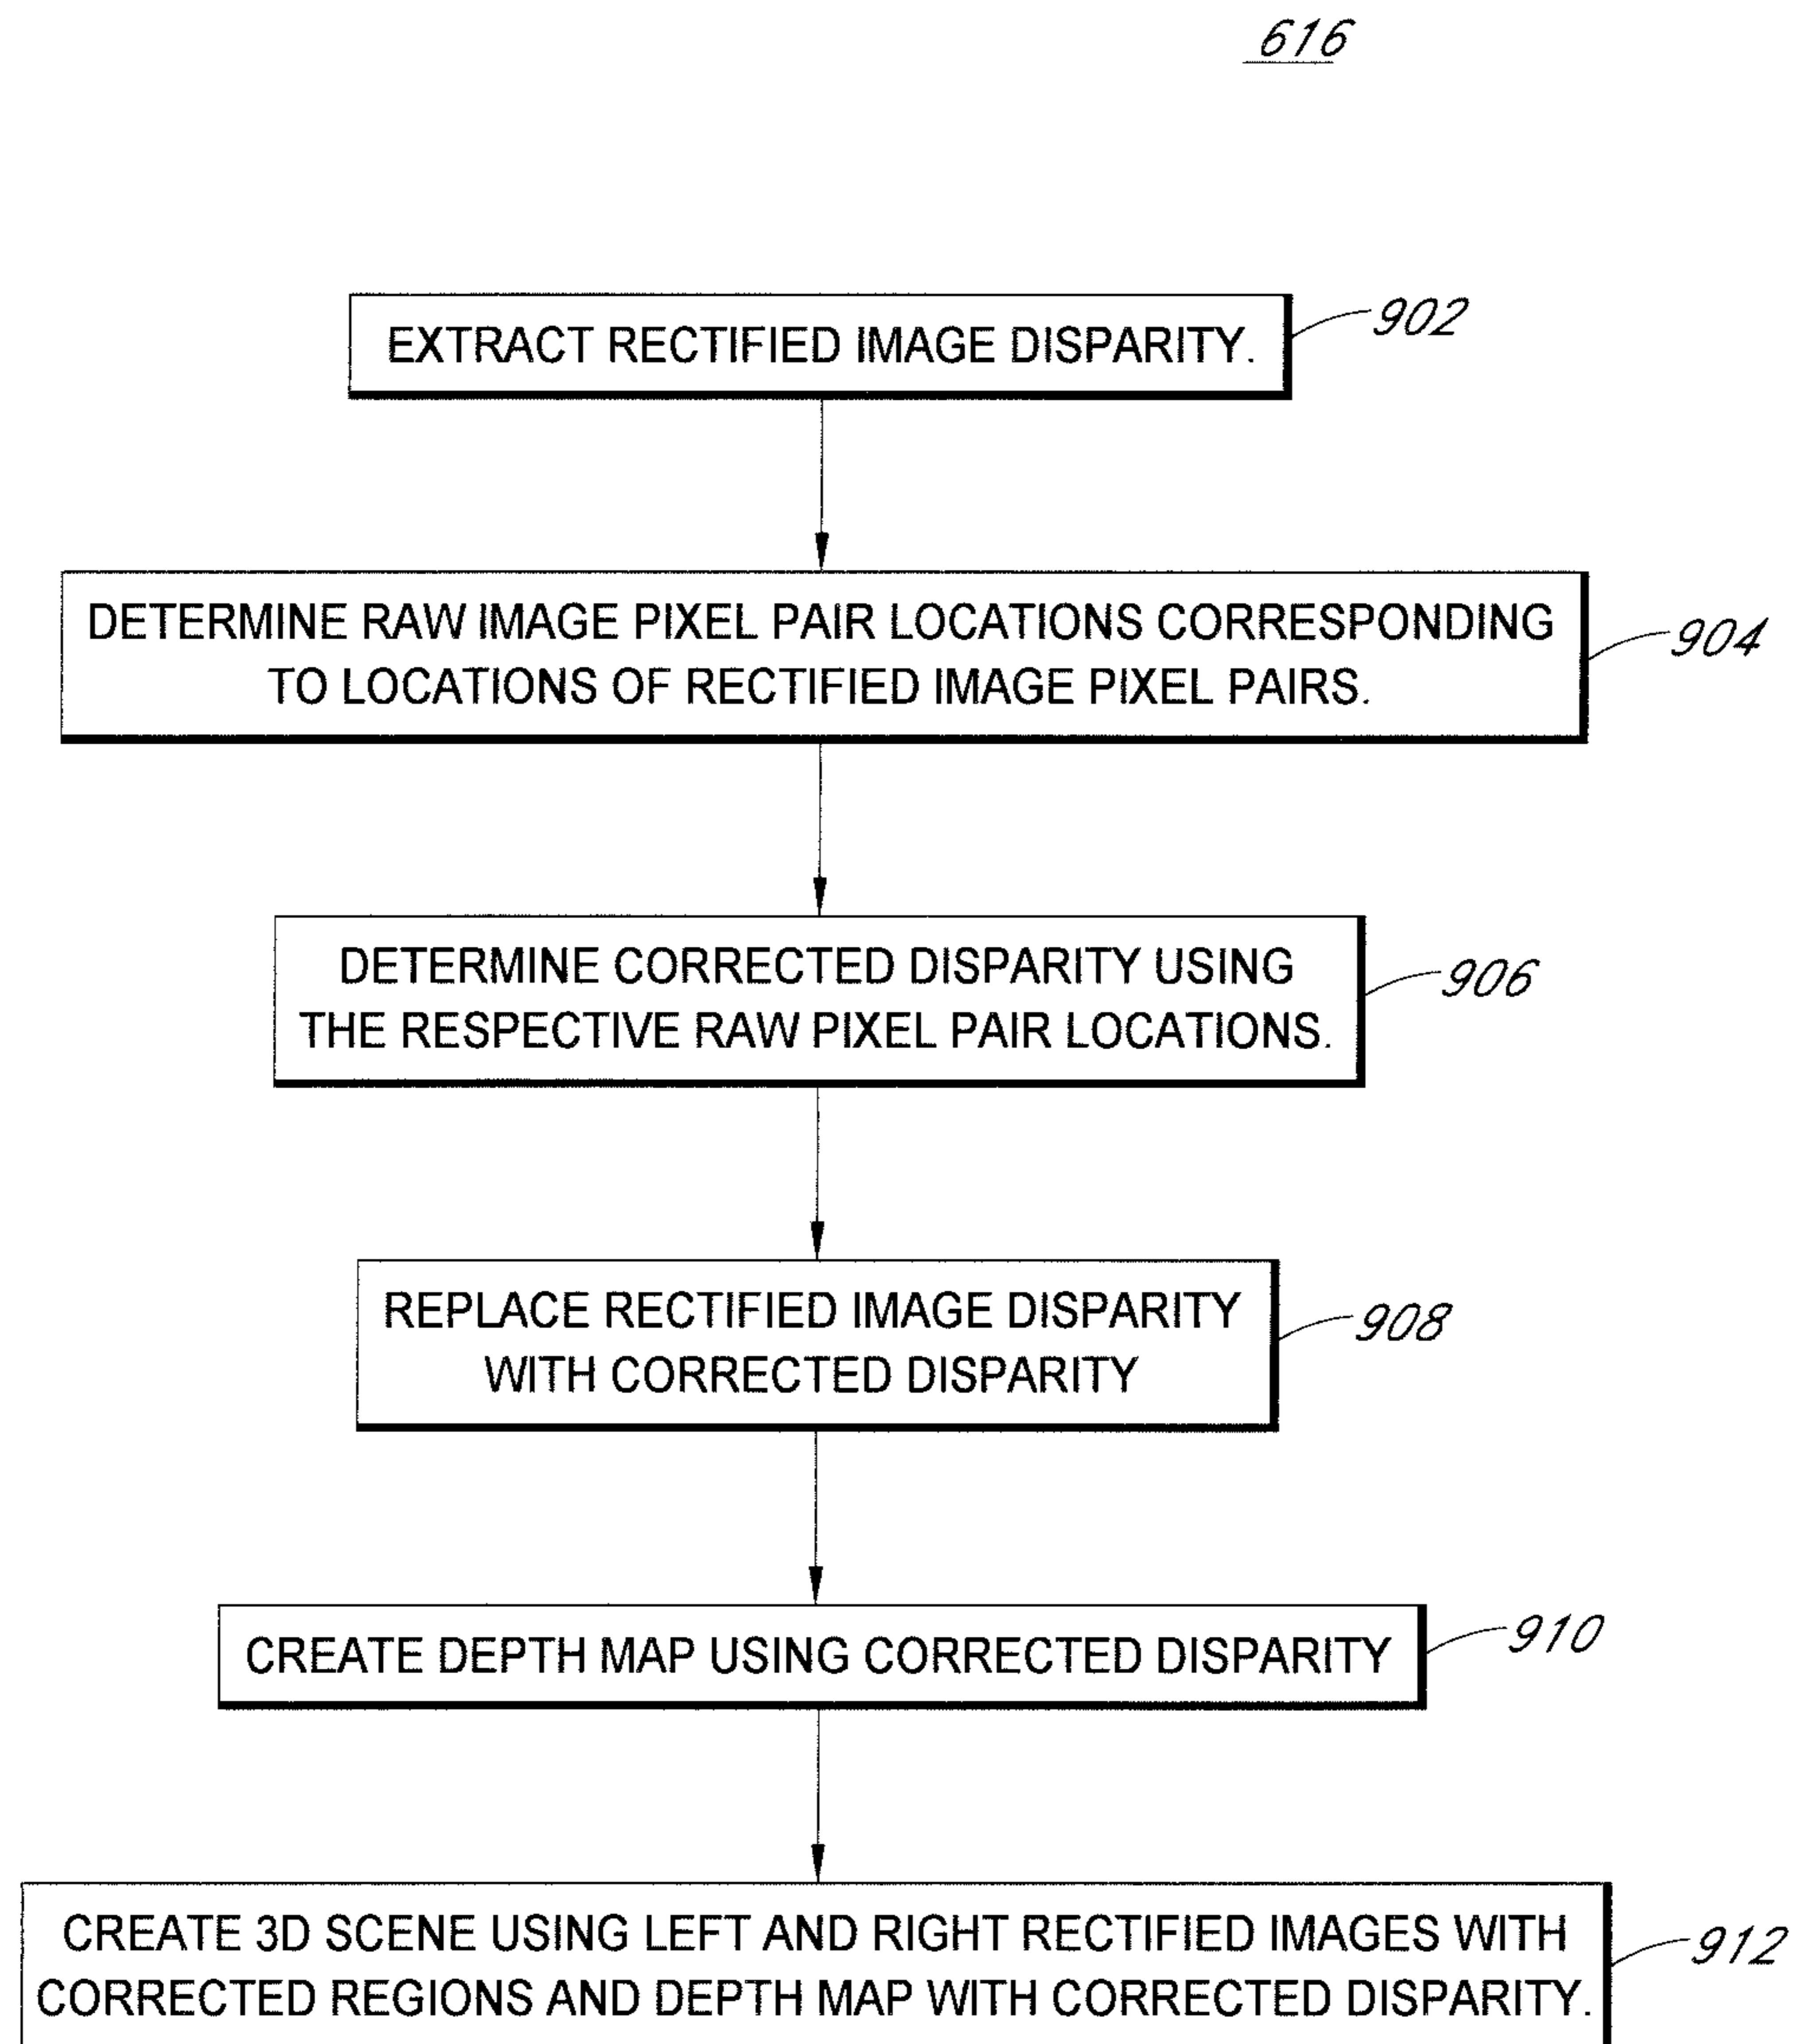 616
EXTRACT RECTIFIED IMAGE DISPARITY.
902
DETERMINE RAW IMAGE PIXEL PAIR LOCATIONS CORRESPONDING
TO LOCATIONS OF RECTIFIED IMAGE PIXEL PAIRS.
904
DETERMINE CORRECTED DISPARITY USING
THE RESPECTIVE RAW PIXEL PAIR LOCATIONS.
906
REPLACE RECTIFIED IMAGE DISPARITY
WITH CORRECTED DISPARITY
908
CREATE DEPTH MAP USING CORRECTED DISPARITY
910
CREATE 3D SCENE USING LEFT AND RIGHT RECTIFIED IMAGES WITH
CORRECTED REGIONS AND DEPTH MAP WITH CORRECTED DISPARITY.
912